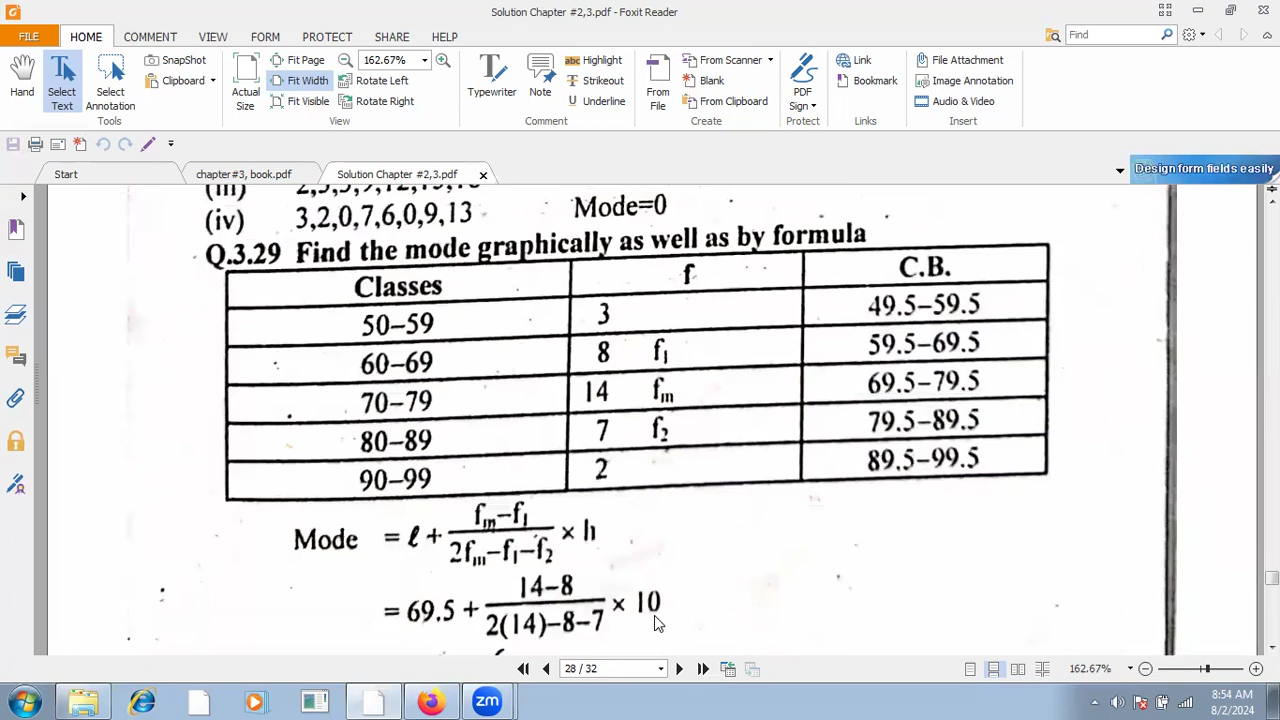 Solution Chapter #2,3.pdf - Foxit Reader
FILE HOME COMMENT VIEW FORM PROTECT SHARE HELP Find
Hand Select Text Select Annotation SnapShot Clipboard Actual Size Fit Page Fit Width Fit Visible 162.67% Rotate Left Rotate Right Typewriter Note Highlight Strikeout Underline From File From Scanner Blank From Clipboard PDF Sign Link Bookmark File Attachment Image Annotation Audio & Video
Tools View Comment Create Protect Links Insert
Start chapter#3, book.pdf Solution Chapter #2,3.pdf Design form fields easily
(iv) 3,2,0,7,6,0,9,13 Mode=0
Q.3.29 Find the mode graphically as well as by formula
Classes f C.B.
50–59 3 49.5–59.5
60–69 8 f₁ 59.5–69.5
70–79 14 fₘ 69.5–79.5
80–89 7 f₂ 79.5–89.5
90–99 2 89.5–99.5
Mode = ℓ + fₘ–f₁ / 2fₘ–f₁–f₂ × h
= 69.5 + 14–8 / 2(14)–8–7 × 10
28 / 32 162.67%
zm
8:54 AM
8/2/2024